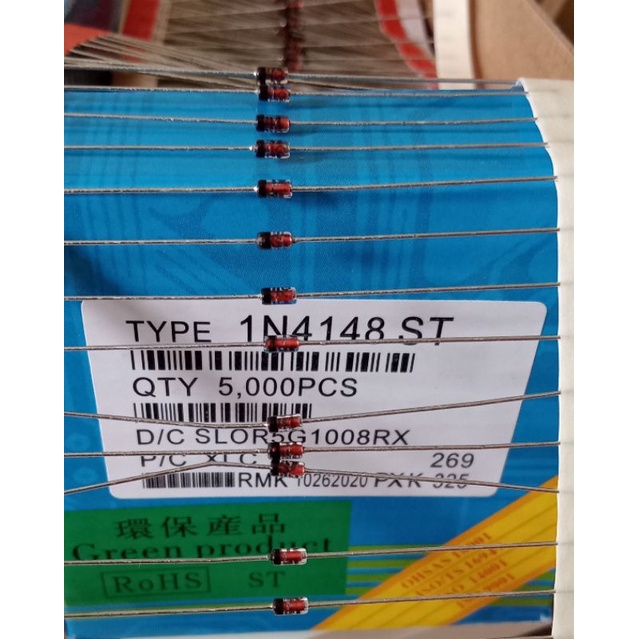 TYPE 1N4148 ST
QTY 5,000PCS
D/C SLOR5G1008RX
P/C XLC 269
RMK 10262020 PXK 325
環保產品
Green product
RoHS ST